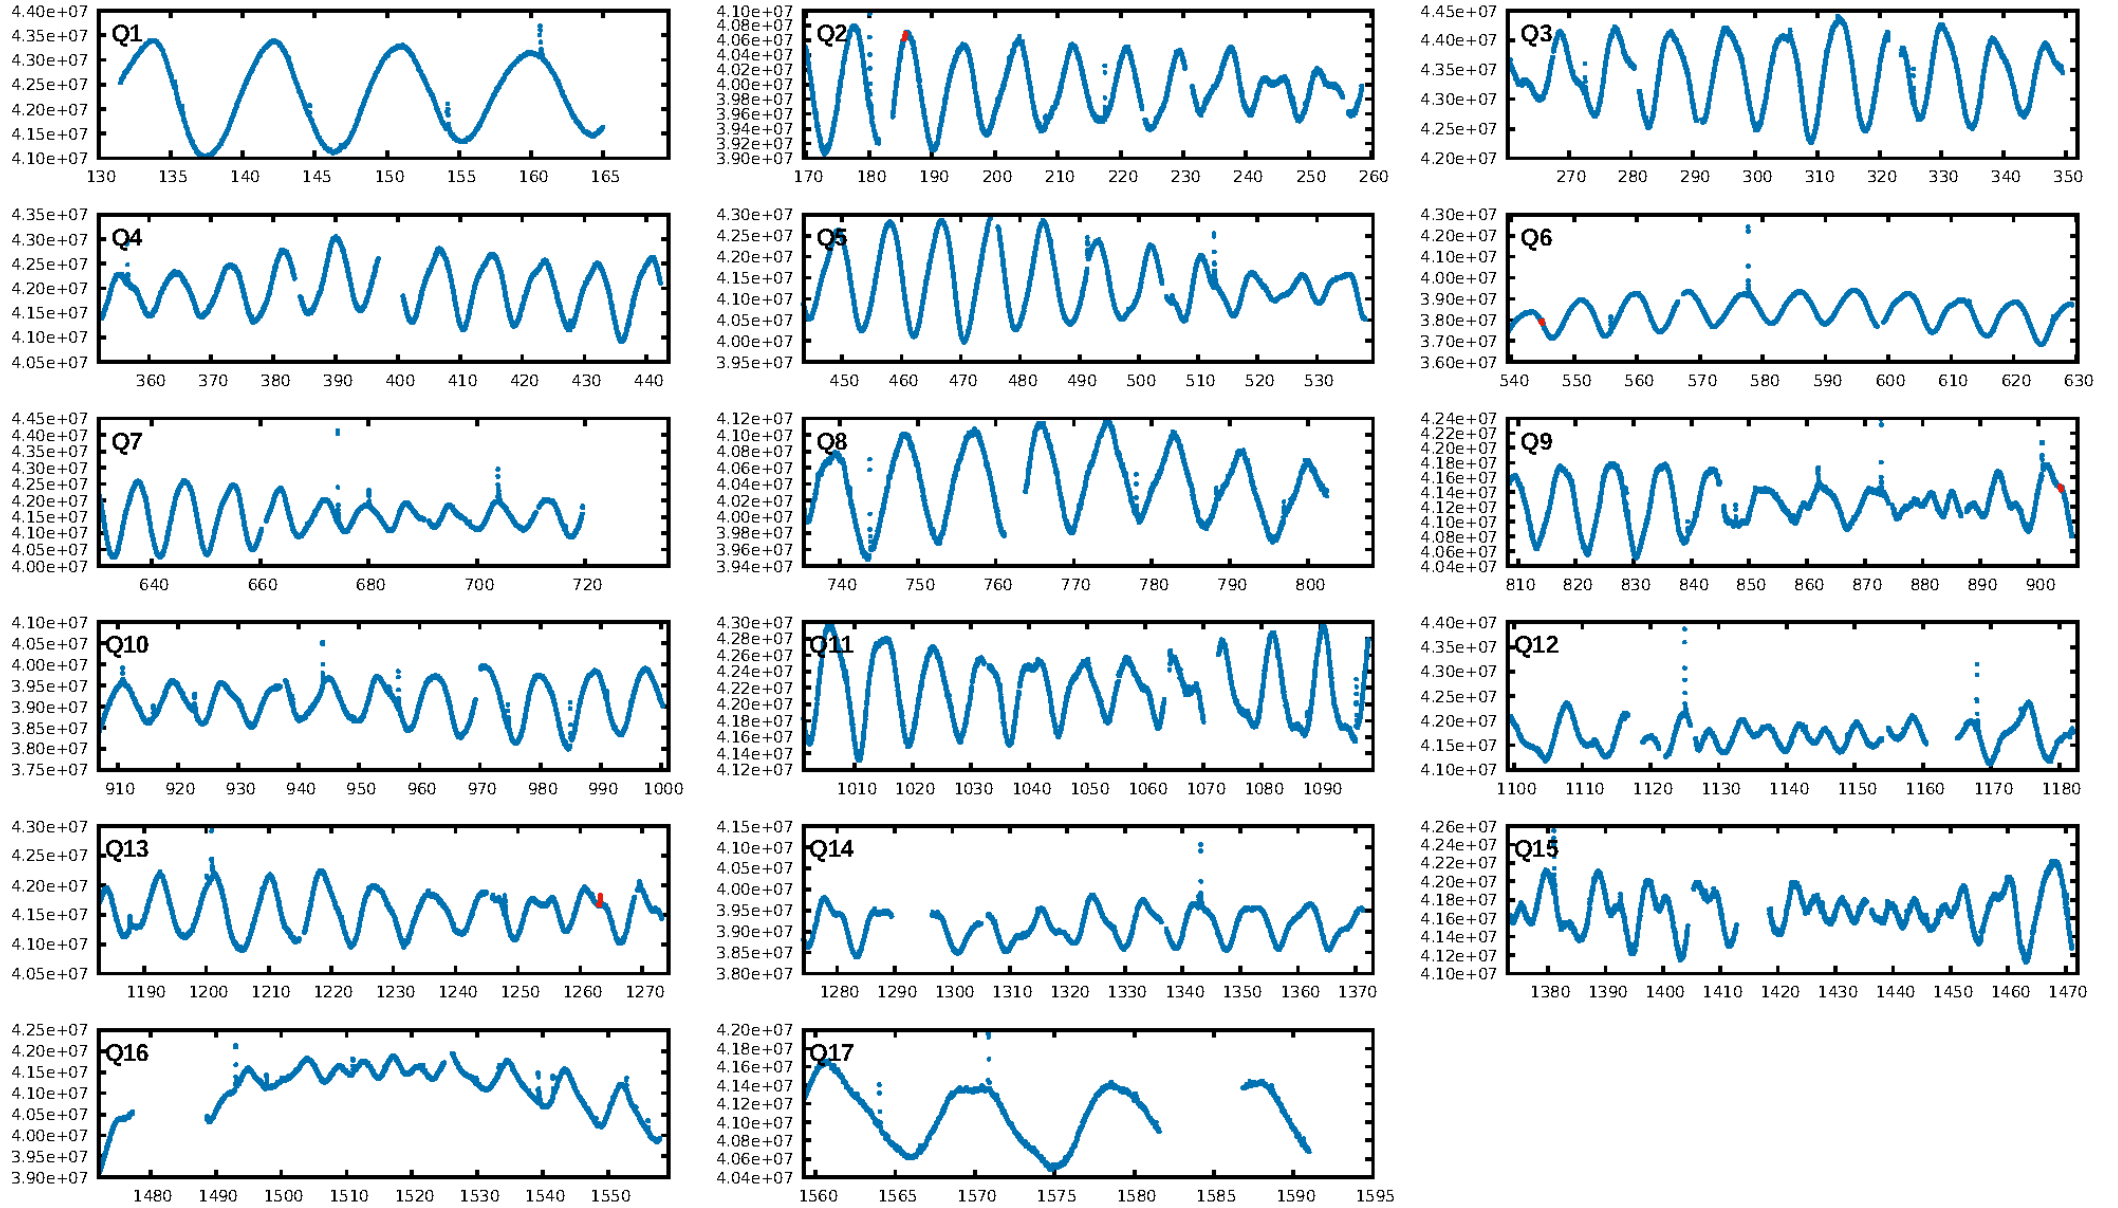 4.40e+07
4.35e+07
4.30e+07
4.25e+07
4.20e+07
4.15e+07
4.10e+07
Q1
130 135 140 145 150 155 160 165
4.10e+07
4.08e+07
4.06e+07
4.04e+07
4.02e+07
4.00e+07
3.98e+07
3.96e+07
3.94e+07
3.92e+07
3.90e+07
Q2
170 180 190 200 210 220 230 240 250 260
4.45e+07
4.40e+07
4.35e+07
4.30e+07
4.25e+07
4.20e+07
Q3
270 280 290 300 310 320 330 340 350
4.35e+07
4.30e+07
4.25e+07
4.20e+07
4.15e+07
4.10e+07
4.05e+07
Q4
360 370 380 390 400 410 420 430 440
4.30e+07
4.25e+07
4.20e+07
4.15e+07
4.10e+07
4.05e+07
4.00e+07
3.95e+07
Q5
450 460 470 480 490 500 510 520 530
4.30e+07
4.20e+07
4.10e+07
4.00e+07
3.90e+07
3.80e+07
3.70e+07
3.60e+07
Q6
540 550 560 570 580 590 600 610 620 630
4.45e+07
4.40e+07
4.35e+07
4.30e+07
4.25e+07
4.20e+07
4.15e+07
4.10e+07
4.05e+07
4.00e+07
Q7
640 660 680 700 720
4.12e+07
4.10e+07
4.08e+07
4.06e+07
4.04e+07
4.02e+07
4.00e+07
3.98e+07
3.96e+07
3.94e+07
Q8
740 750 760 770 780 790 800
4.24e+07
4.22e+07
4.20e+07
4.18e+07
4.16e+07
4.14e+07
4.12e+07
4.10e+07
4.08e+07
4.06e+07
4.04e+07
Q9
810 820 830 840 850 860 870 880 890 900
4.10e+07
4.05e+07
4.00e+07
3.95e+07
3.90e+07
3.85e+07
3.80e+07
3.75e+07
Q10
910 920 930 940 950 960 970 980 990 1000
4.30e+07
4.28e+07
4.26e+07
4.24e+07
4.22e+07
4.20e+07
4.18e+07
4.16e+07
4.14e+07
4.12e+07
Q11
1010 1020 1030 1040 1050 1060 1070 1080 1090
4.40e+07
4.35e+07
4.30e+07
4.25e+07
4.20e+07
4.15e+07
4.10e+07
Q12
1100 1110 1120 1130 1140 1150 1160 1170 1180
4.30e+07
4.25e+07
4.20e+07
4.15e+07
4.10e+07
4.05e+07
Q13
1190 1200 1210 1220 1230 1240 1250 1260 1270
4.15e+07
4.10e+07
4.05e+07
4.00e+07
3.95e+07
3.90e+07
3.85e+07
3.80e+07
Q14
1280 1290 1300 1310 1320 1330 1340 1350 1360 1370
4.26e+07
4.24e+07
4.22e+07
4.20e+07
4.18e+07
4.16e+07
4.14e+07
4.12e+07
4.10e+07
Q15
1380 1390 1400 1410 1420 1430 1440 1450 1460 1470
4.25e+07
4.20e+07
4.15e+07
4.10e+07
4.05e+07
4.00e+07
3.95e+07
3.90e+07
Q16
1480 1490 1500 1510 1520 1530 1540 1550
4.20e+07
4.18e+07
4.16e+07
4.14e+07
4.12e+07
4.10e+07
4.08e+07
4.06e+07
4.04e+07
Q17
1560 1565 1570 1575 1580 1585 1590 1595